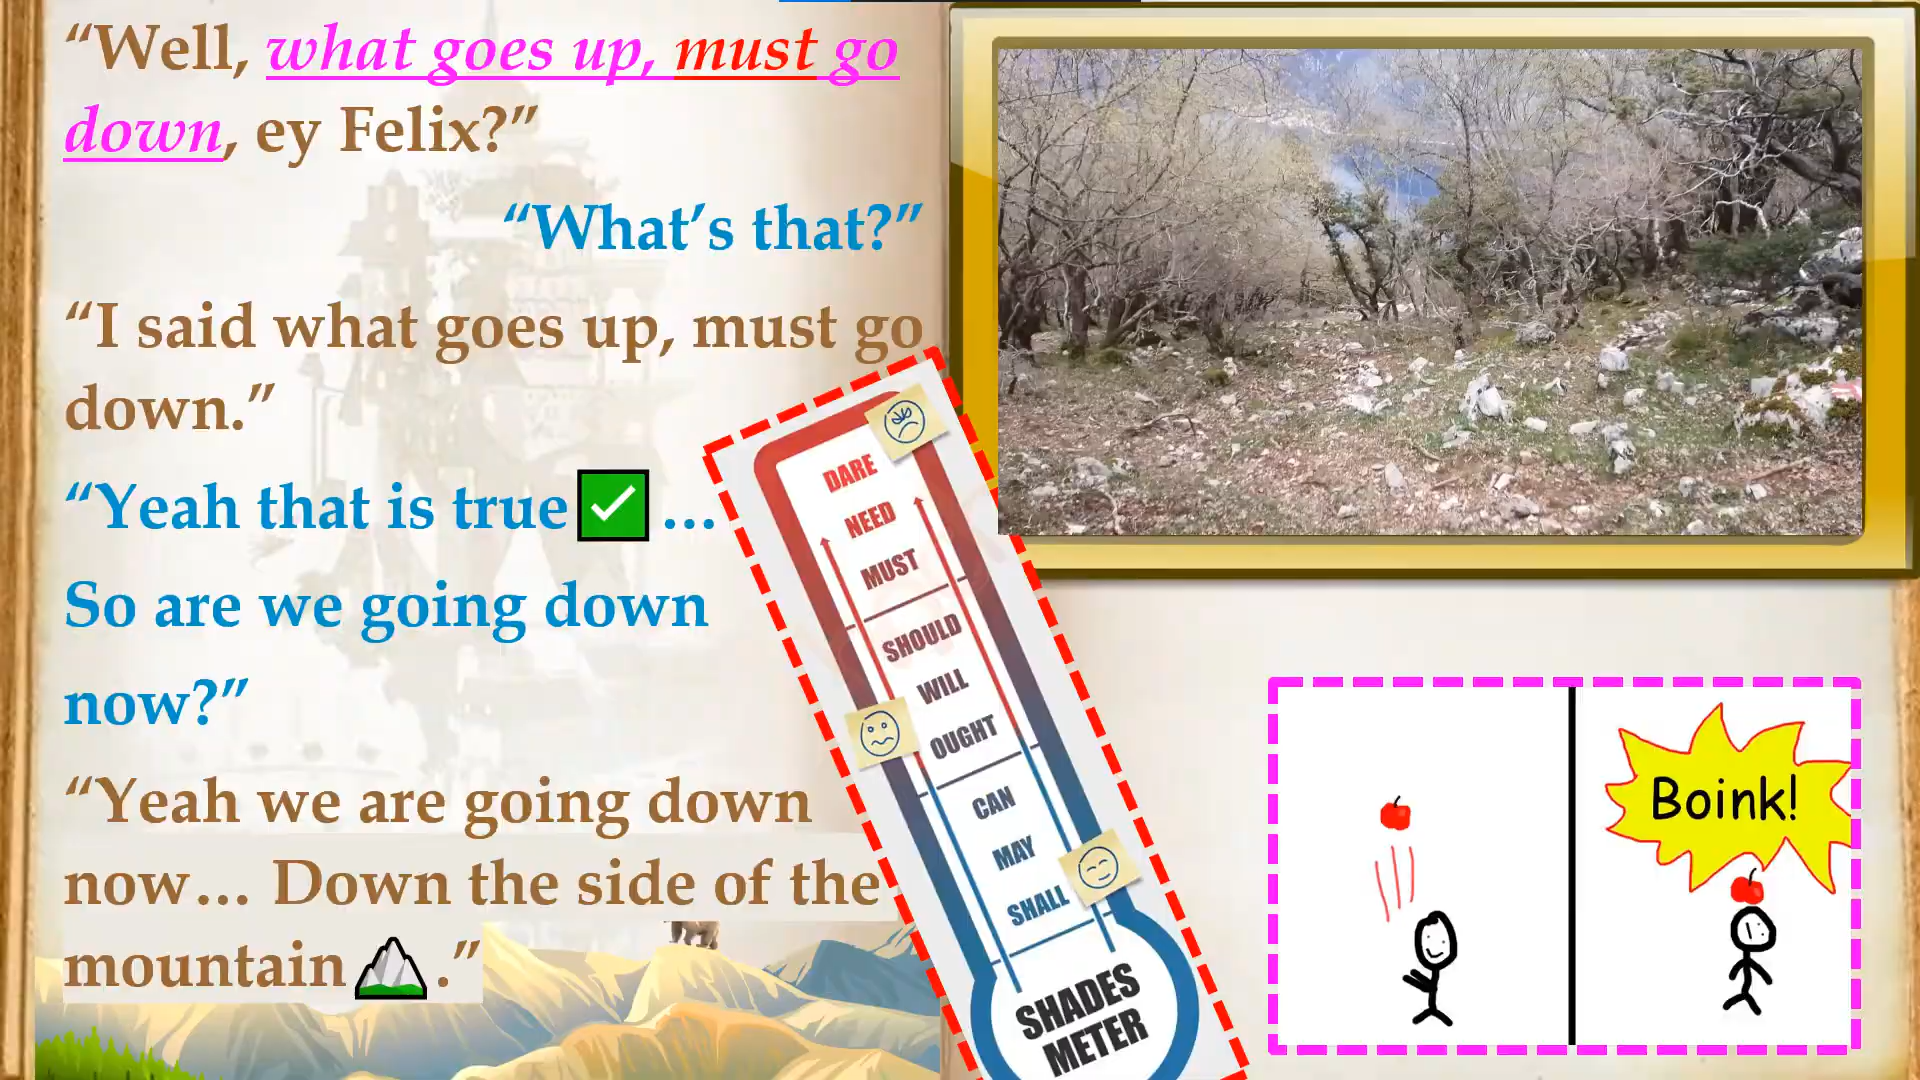 “Well, what goes up, must go
down, ey Felix?”
“What’s that?”
“I said what goes up, must go
down.”
“Yeah that is true ✅ …
So are we going down
now?”
“Yeah we are going down
now… Down the side of the
mountain .”
DARE
NEED
MUST
SHOULD
WILL
OUGHT
CAN
MAY
SHALL
SHADES
METER
Boink!